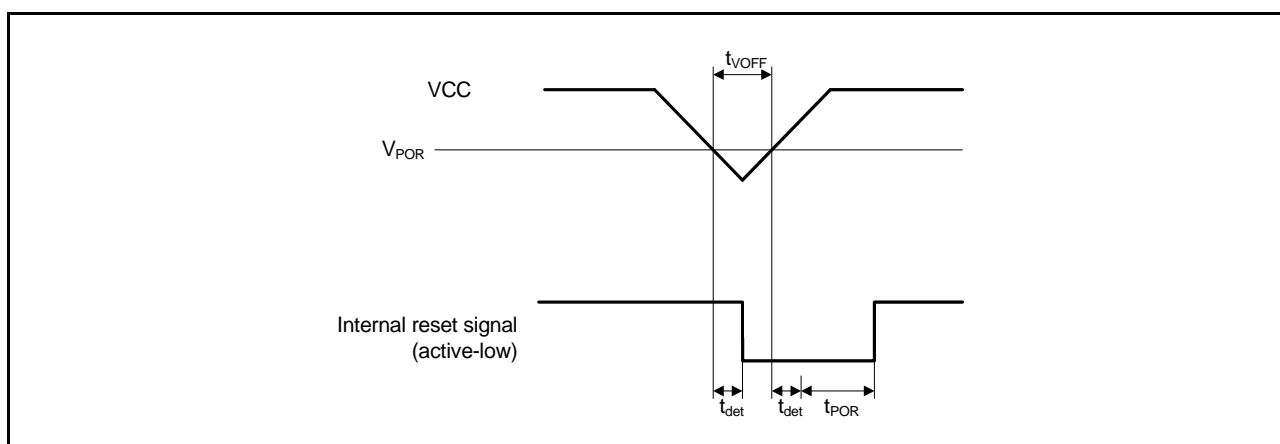 tVOFF
VCC
VPOR
Internal reset signal
(active-low)
tdet
tdet
tPOR